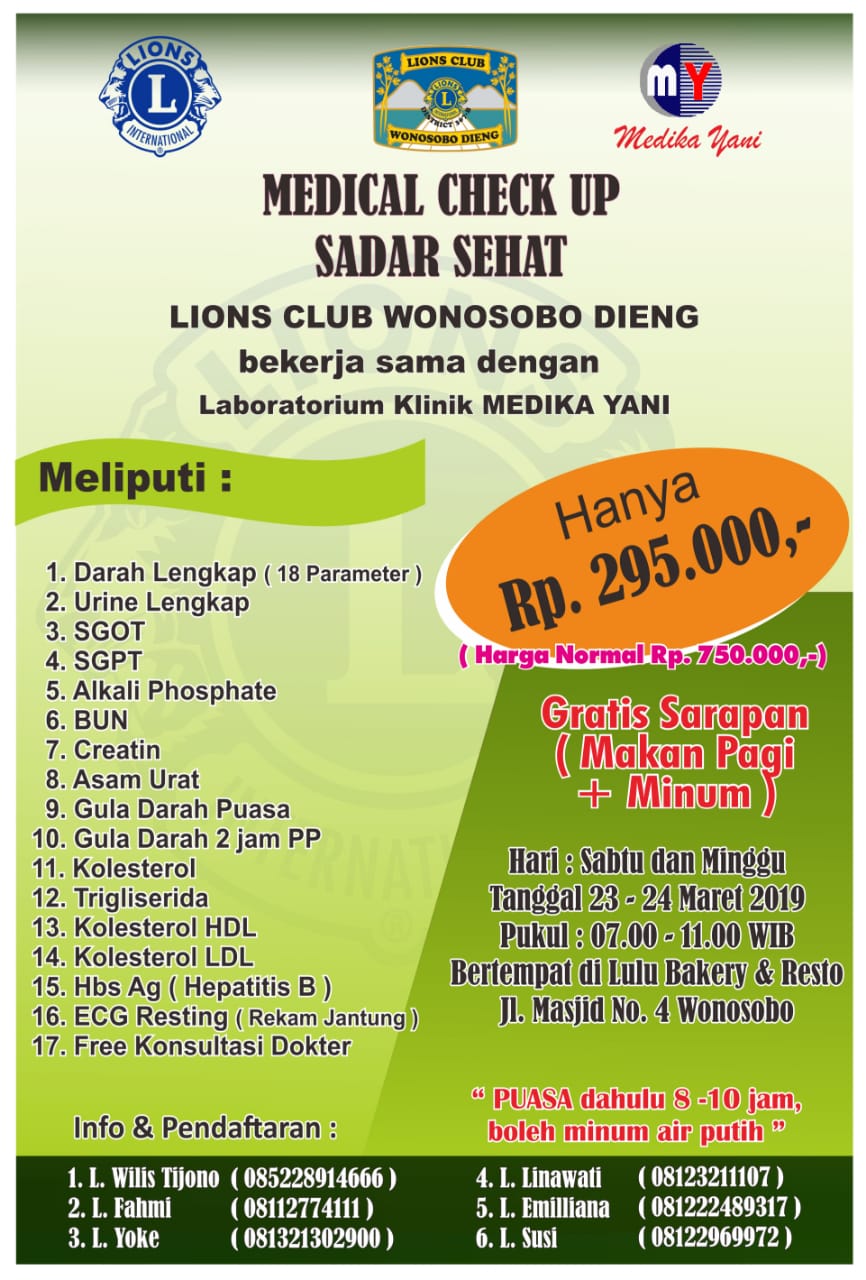 LIONS
L
INTERNATIONAL
LIONS CLUB
LIONS
L
WONOSOBO DIENG
mY
Medika Yani
MEDICAL CHECK UP
SADAR SEHAT
LIONS CLUB WONOSOBO DIENG
bekerja sama dengan
Laboratorium Klinik MEDIKA YANI
Meliputi :
1. Darah Lengkap ( 18 Parameter )
2. Urine Lengkap
3. SGOT
4. SGPT
5. Alkali Phosphate
6. BUN
7. Creatin
8. Asam Urat
9. Gula Darah Puasa
10. Gula Darah 2 jam PP
11. Kolesterol
12. Trigliserida
13. Kolesterol HDL
14. Kolesterol LDL
15. Hbs Ag ( Hepatitis B )
16. ECG Resting ( Rekam Jantung )
17. Free Konsultasi Dokter
Hanya
Rp. 295.000,-
( Harga Normal Rp. 750.000,-)
Gratis Sarapan
( Makan Pagi
+ Minum )
Hari : Sabtu dan Minggu
Tanggal 23 - 24 Maret 2019
Pukul : 07.00 - 11.00 WIB
Bertempat di Lulu Bakery & Resto
Jl. Masjid No. 4 Wonosobo
“ PUASA dahulu 8 -10 jam,
boleh minum air putih ”
Info & Pendaftaran :
1. L. Wilis Tijono ( 085228914666 )
2. L. Fahmi ( 08112774111 )
3. L. Yoke ( 081321302900 )
4. L. Linawati ( 08123211107 )
5. L. Emilliana ( 081222489317 )
6. L. Susi ( 08122969972 )